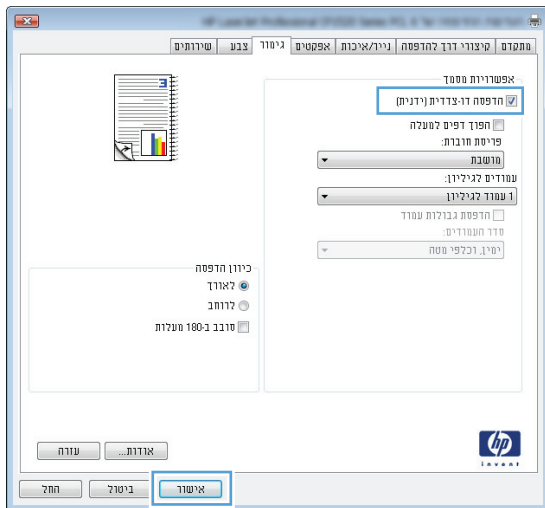 מתקדם קיצורי דרך להדפסה נייר/איכות אפקטים גימור צבע שירותים
אפשרויות מסמך
הדפסה דו-צדדית (ידנית)
הפוך דפים למעלה
פריסת חוברת:
מושבת
עמודים לגיליון:
1 עמוד לגיליון
הדפסת גבולות עמוד
סדר העמודים:
ימין, וכלפי מטה
כיוון הדפסה
לאורך
לרוחב
סובב ב-180 מעלות
hp
invent
אודות... עזרה
אישור ביטול החל